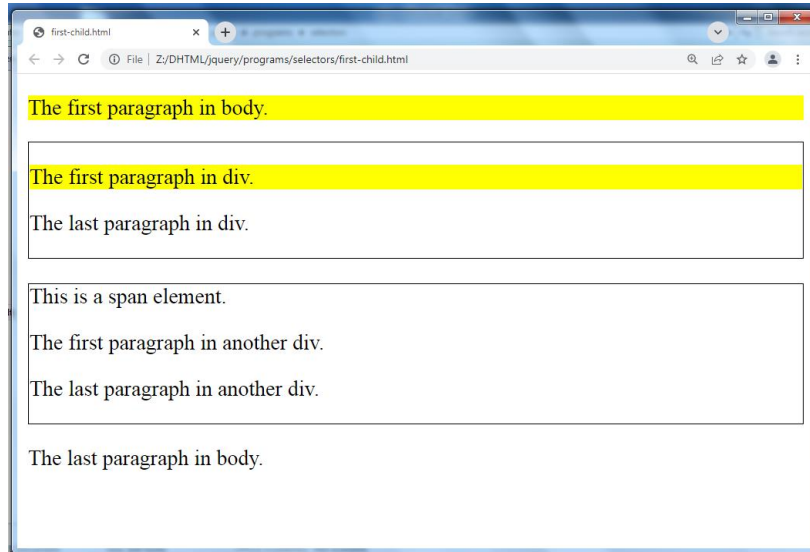 first-child.html
File | Z:/DHTML/jquery/programs/selectors/first-child.html
The first paragraph in body.
The first paragraph in div.
The last paragraph in div.
This is a span element.
The first paragraph in another div.
The last paragraph in another div.
The last paragraph in body.